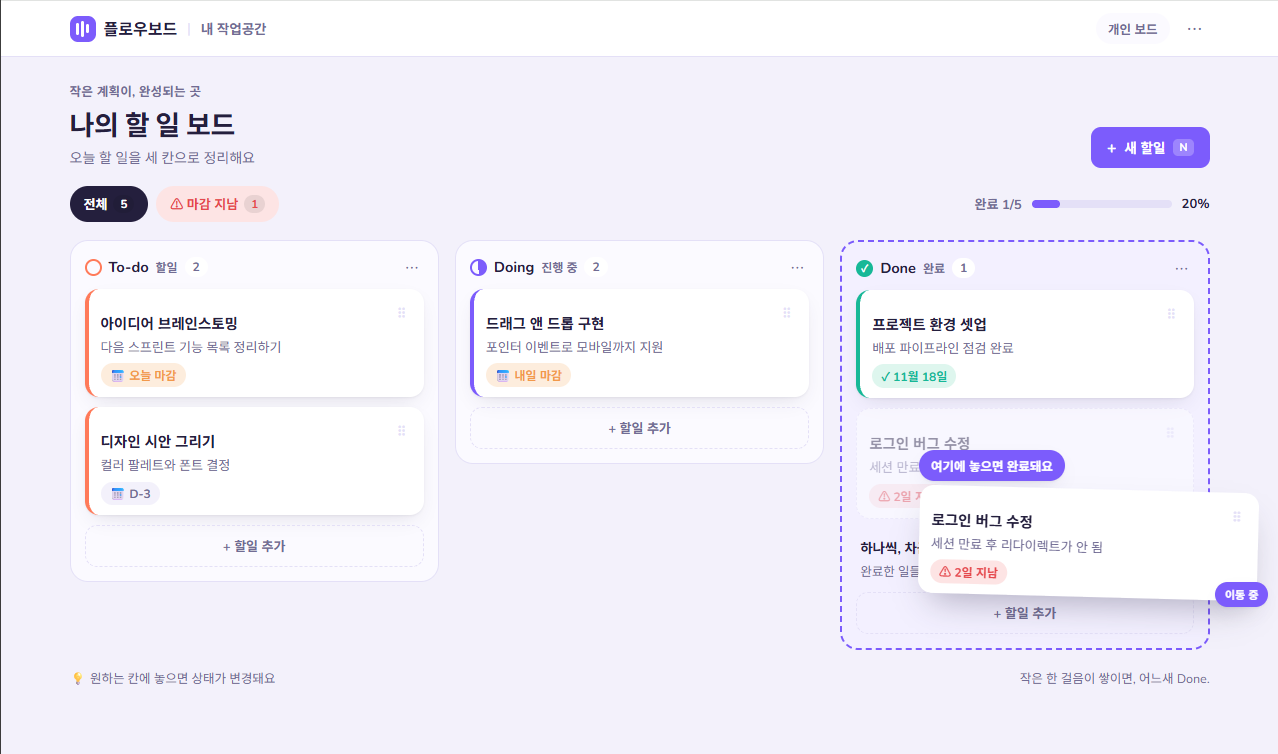 플로우보드
내 작업공간
개인 보드
작은 계획이, 완성되는 곳
나의 할 일 보드
오늘 할 일을 세 칸으로 정리해요
+ 새 할일 N
전체 5
마감 지남 1
완료 1/5
20%
To-do 할일 2
아이디어 브레인스토밍
다음 스프린트 기능 목록 정리하기
오늘 마감
디자인 시안 그리기
컬러 팔레트와 폰트 결정
D-3
+ 할일 추가
Doing 진행 중 2
드래그 앤 드롭 구현
포인터 이벤트로 모바일까지 지원
내일 마감
+ 할일 추가
Done 완료 1
프로젝트 환경 셋업
배포 파이프라인 점검 완료
✓ 11월 18일
로그인 버그 수정
세션 만료
2일
여기에 놓으면 완료돼요
로그인 버그 수정
세션 만료 후 리다이렉트가 안 됨
2일 지남
이동 중
하나씩,
완료한 일들
+ 할일 추가
원하는 칸에 놓으면 상태가 변경돼요
작은 한 걸음이 쌓이면, 어느새 Done.